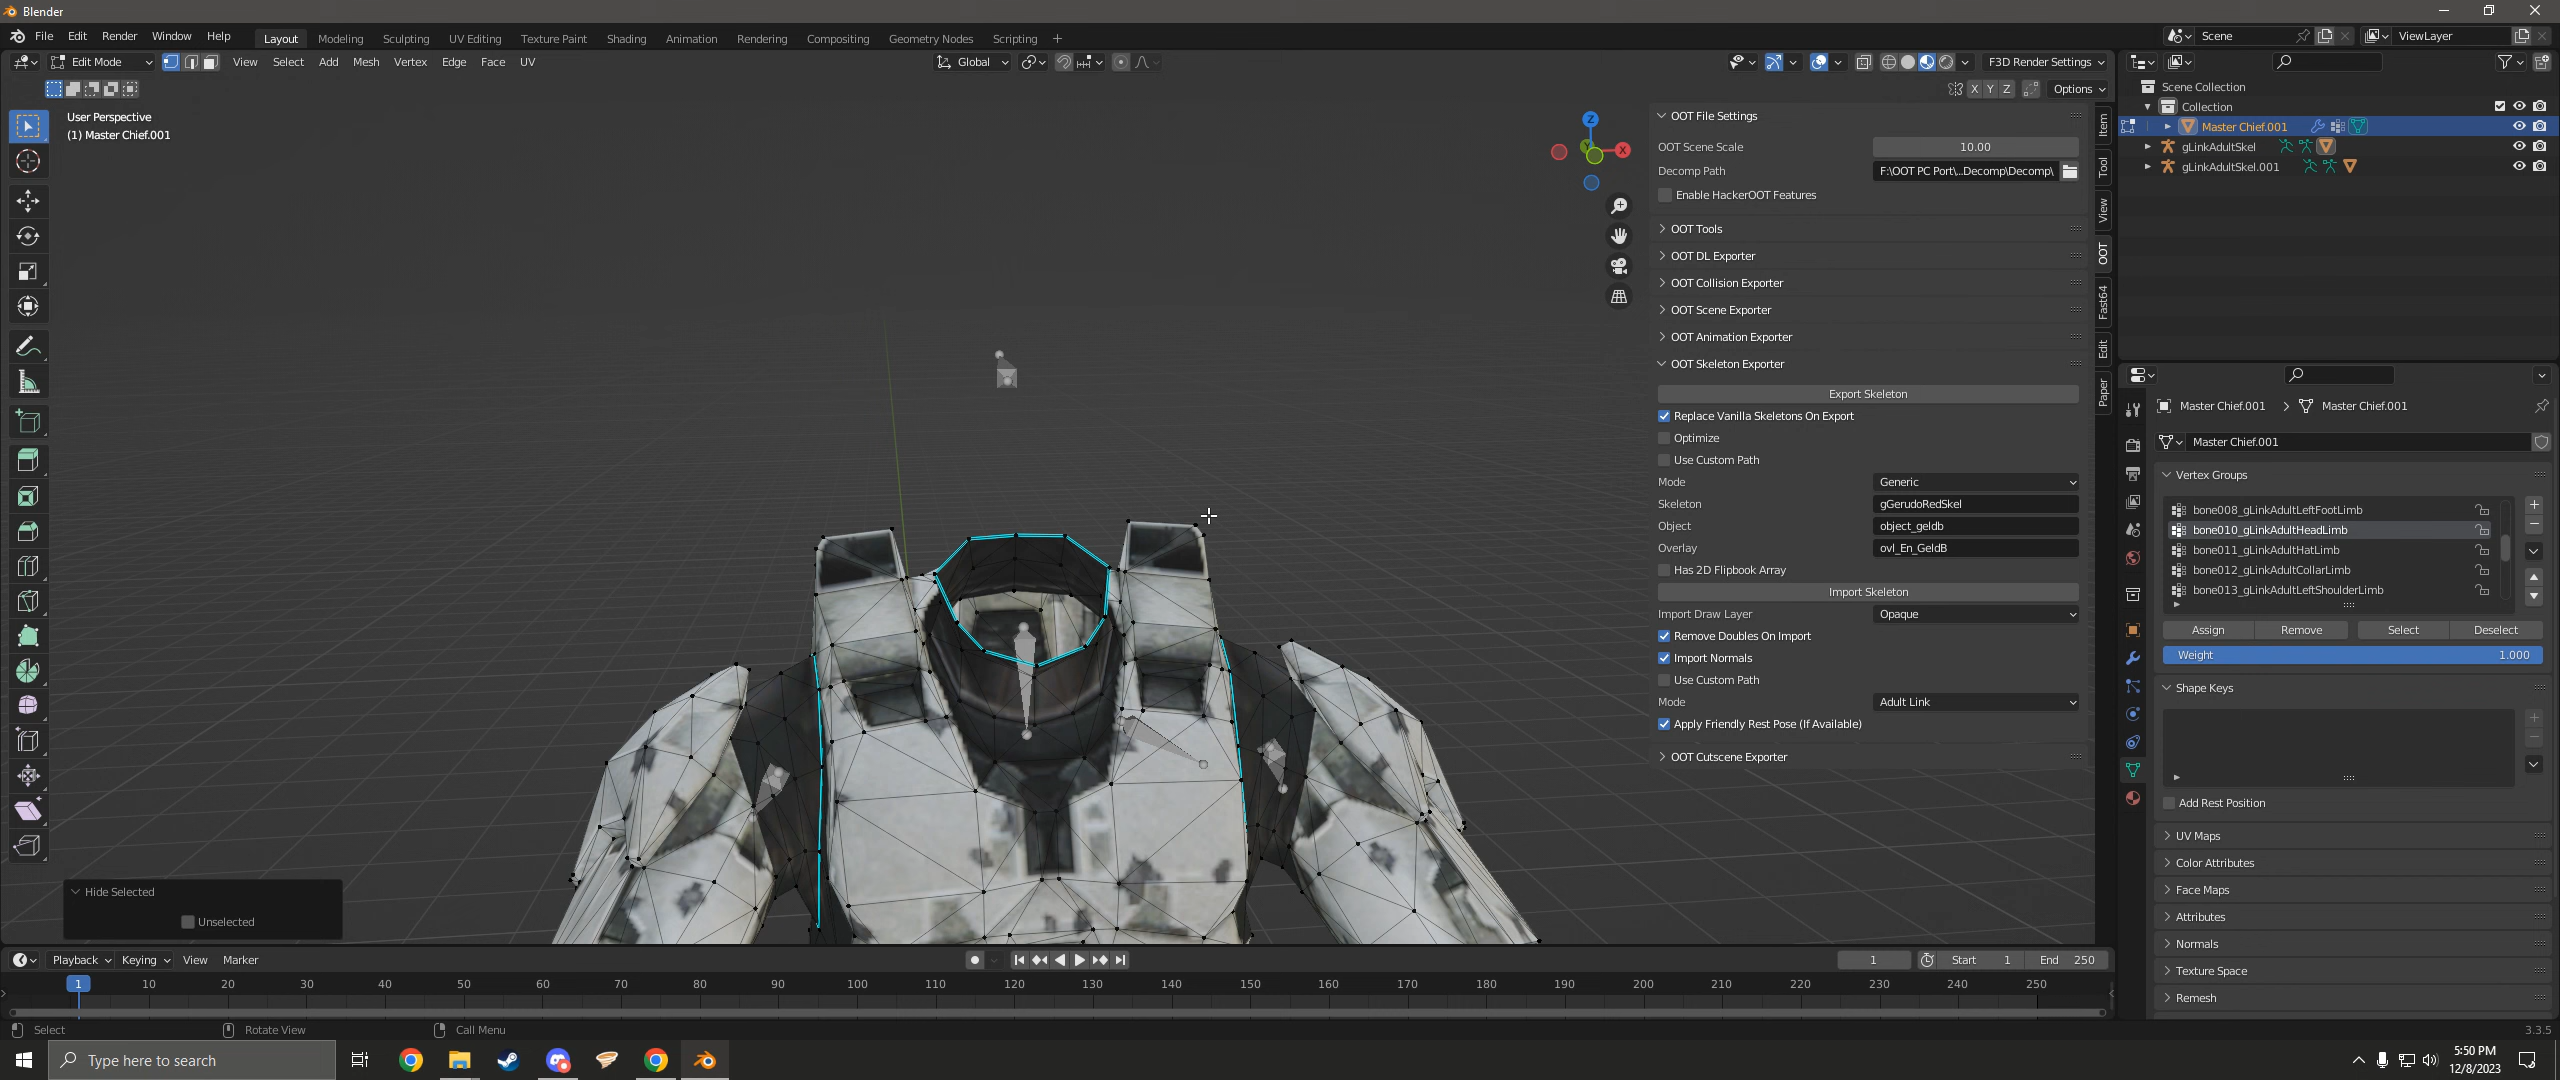 Blender
File Edit Render Window Help
Layout Modeling Sculpting UV Editing Texture Paint Shading Animation Rendering Compositing Geometry Nodes Scripting
Scene
ViewLayer
Edit Mode View Select Add Mesh Vertex Edge Face UV
Global
F3D Render Settings
X Y Z Options
User Perspective
(1) Master Chief.001
Z
X
OOT File Settings
OOT Scene Scale 10.00
Decomp Path F:\OOT PC Port\...Decomp\Decomp\
Enable HackerOOT Features
OOT Tools
OOT DL Exporter
OOT Collision Exporter
OOT Scene Exporter
OOT Animation Exporter
OOT Skeleton Exporter
Export Skeleton
Replace Vanilla Skeletons On Export
Optimize
Use Custom Path
Mode Generic
Skeleton gGerudoRedSkel
Object object_geldb
Overlay ovl_En_GeldB
Has 2D Flipbook Array
Import Skeleton
Import Draw Layer Opaque
Remove Doubles On Import
Import Normals
Use Custom Path
Mode Adult Link
Apply Friendly Rest Pose (If Available)
OOT Cutscene Exporter
Item
Tool
View
OOT
Fast64
Edit
Paper
Scene Collection
Collection
Master Chief.001
gLinkAdultSkel
gLinkAdultSkel.001
Master Chief.001 > Master Chief.001
Master Chief.001
Vertex Groups
bone008_gLinkAdultLeftFootLimb
bone010_gLinkAdultHeadLimb
bone011_gLinkAdultHatLimb
bone012_gLinkAdultCollarLimb
bone013_gLinkAdultLeftShoulderLimb
Assign Remove Select Deselect
Weight 1.000
Shape Keys
Add Rest Position
UV Maps
Color Attributes
Face Maps
Attributes
Normals
Texture Space
Remesh
Hide Selected
Unselected
Playback Keying View Marker
1 Start 1 End 250
1 10 20 30 40 50 60 70 80 90 100 110 120 130 140 150 160 170 180 190 200 210 220 230 240 250
Select Rotate View Call Menu
3.3.5
Type here to search
5:50 PM
12/8/2023